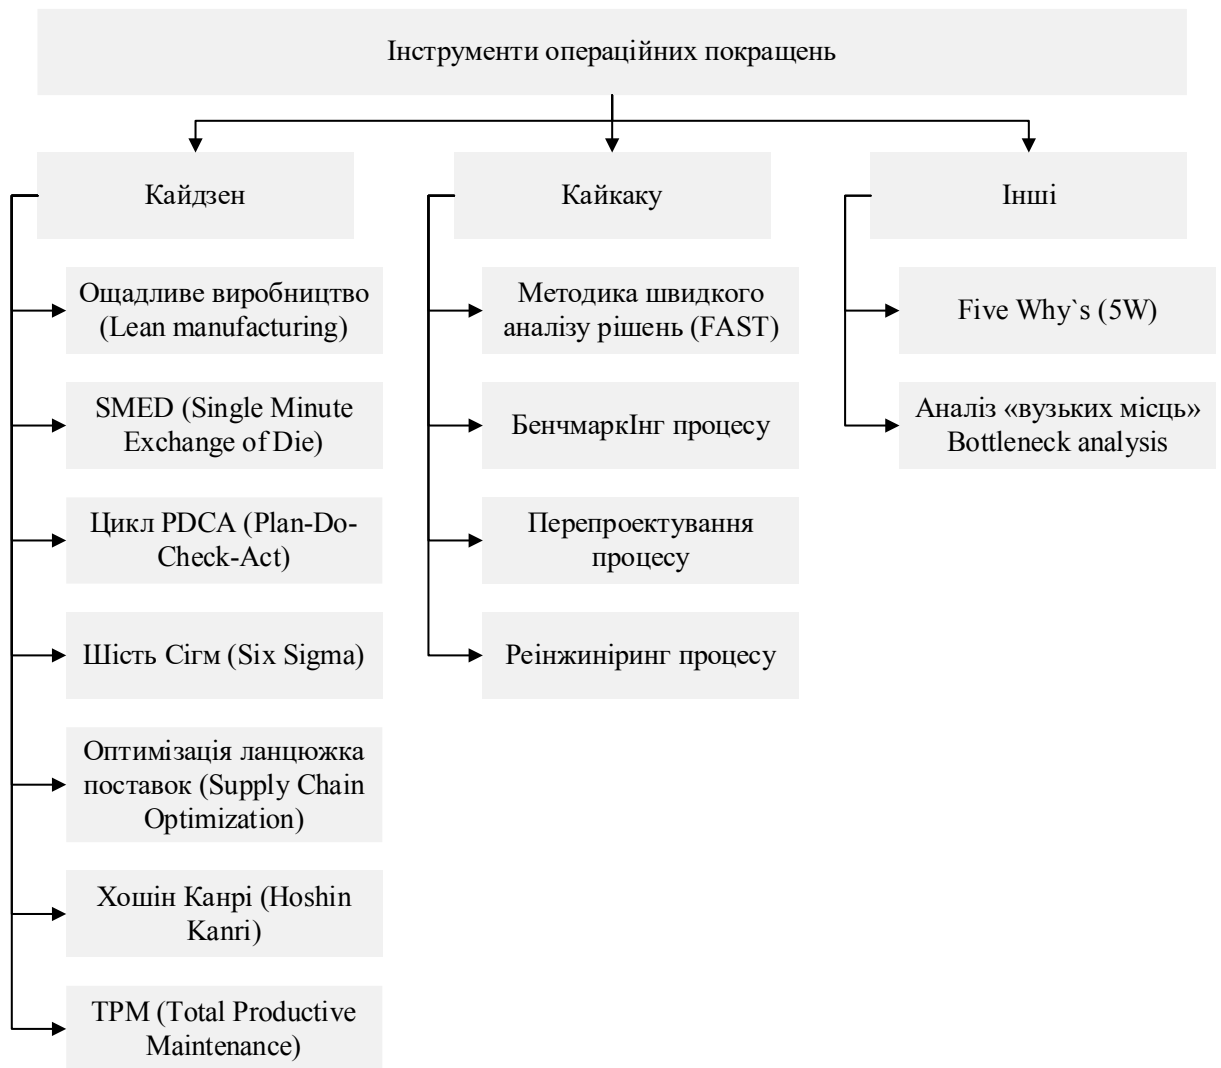 Інструменти операційних покращень
Кайдзен
Ощадливе виробництво
(Lean manufacturing)
SMED (Single Minute
Exchange of Die)
Цикл PDCA (Plan-Do-
Check-Act)
Шість Сігм (Six Sigma)
Оптимізація ланцюжка
поставок (Supply Chain
Optimization)
Хошін Канрі (Hoshin
Kanri)
TPM (Total Productive
Maintenance)
Кайкаку
Методика швидкого
аналізу рішень (FAST)
БенчмаркІнг процесу
Перепроектування
процесу
Реінжиніринг процесу
Інші
Five Why`s (5W)
Аналіз «вузьких місць»
Bottleneck analysis